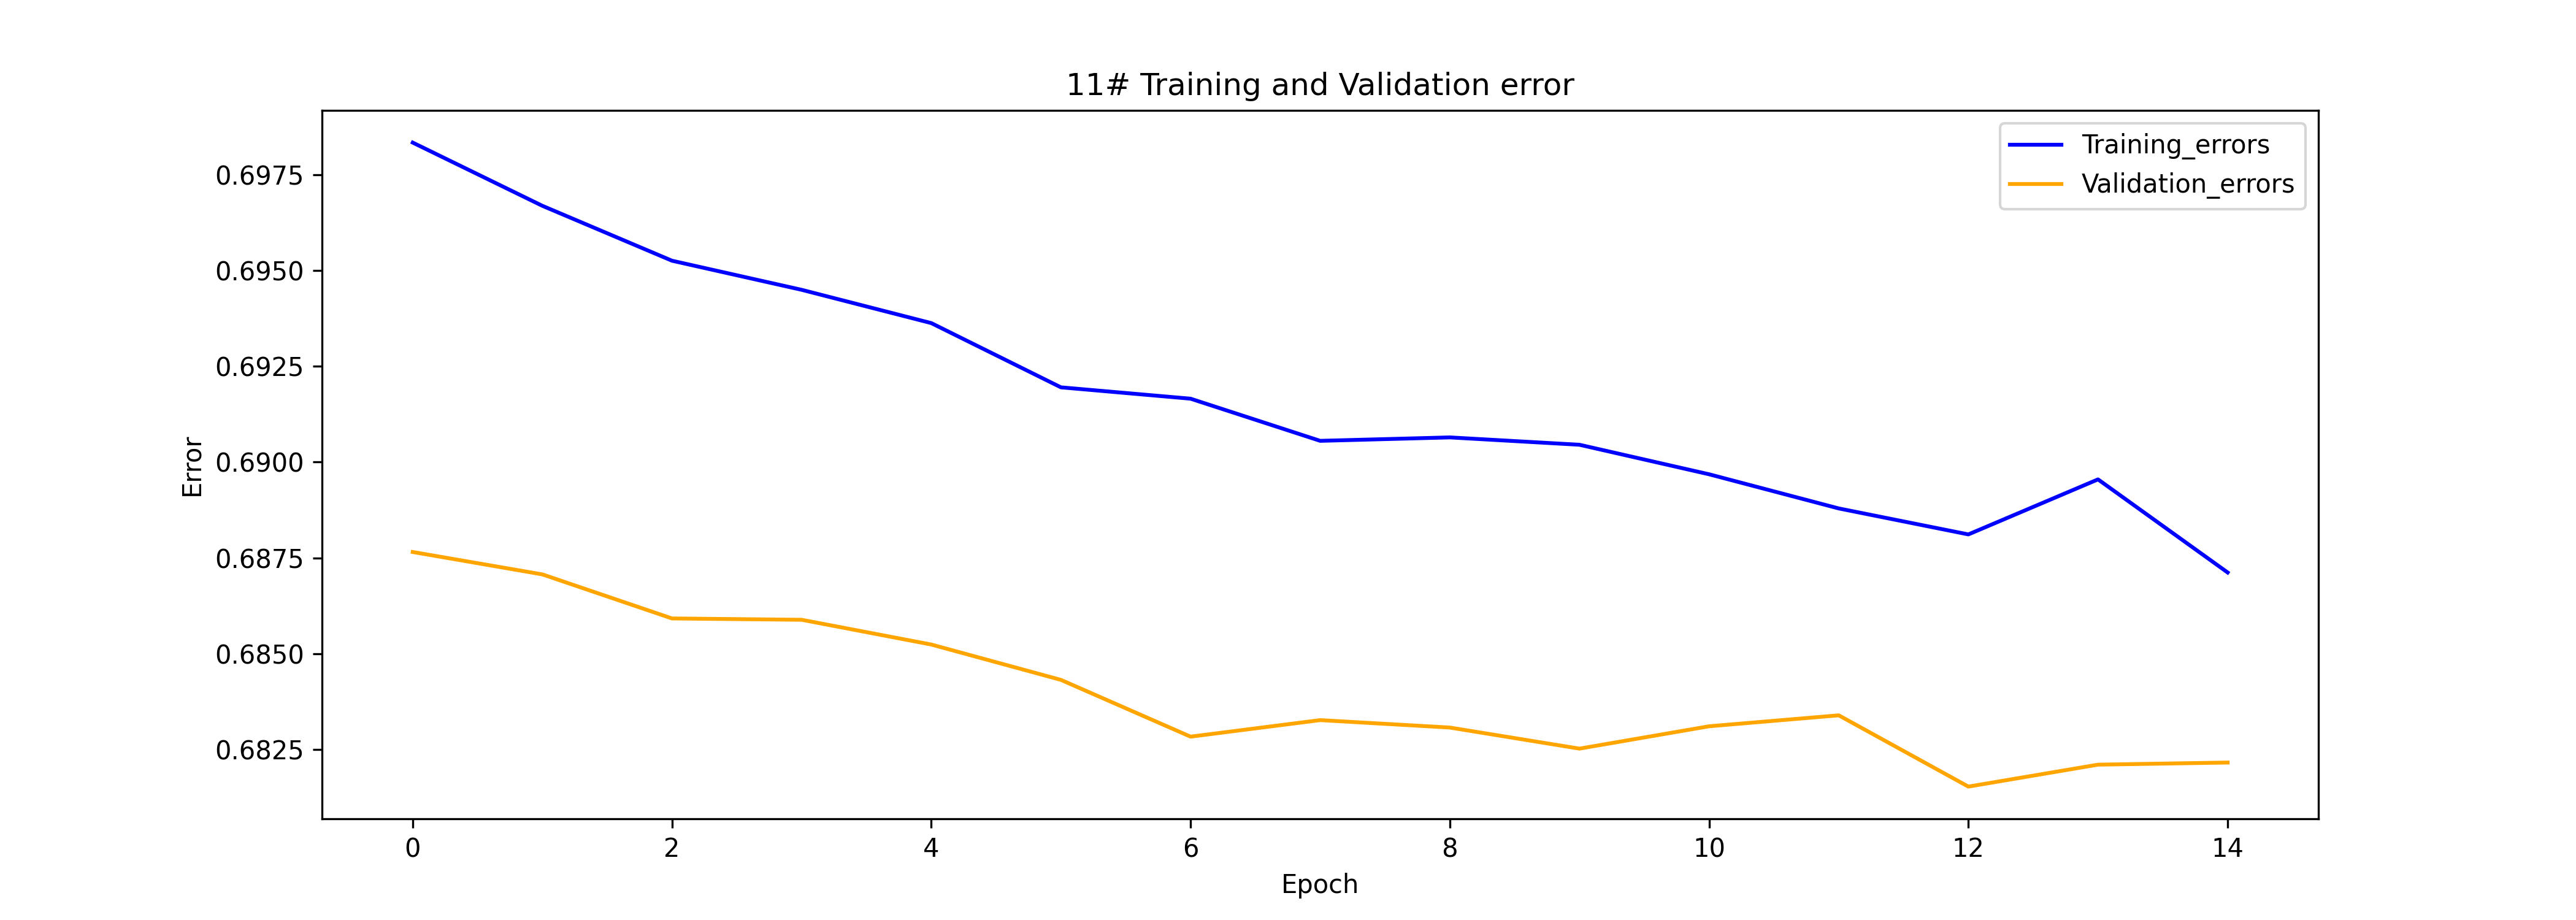 11# Training and Validation error
Training_errors
Validation_errors
0.6975
0.6950
0.6925
0.6900
0.6875
0.6850
0.6825
Error
0 2 4 6 8 10 12 14
Epoch